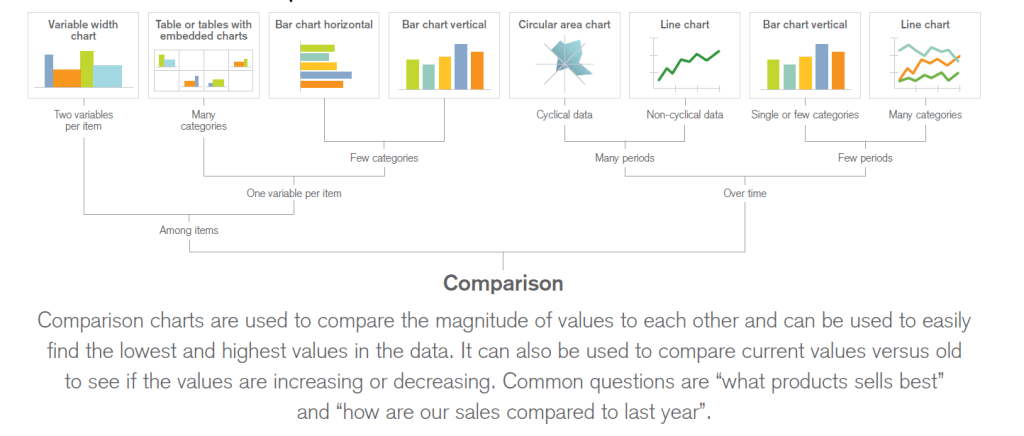 Variable width
chart
Table or tables with
embedded charts
Bar chart horizontal
Bar chart vertical
Circular area chart
Line chart
Bar chart vertical
Line chart
Two variables
per item
Many
categories
Cyclical data
Non-cyclical data
Single or few categories
Many categories
Few categories
Many periods
Few periods
One variable per item
Over time
Among items
Comparison
Comparison charts are used to compare the magnitude of values to each other and can be used to easily
find the lowest and highest values in the data. It can also be used to compare current values versus old
to see if the values are increasing or decreasing. Common questions are “what products sells best”
and “how are our sales compared to last year”.